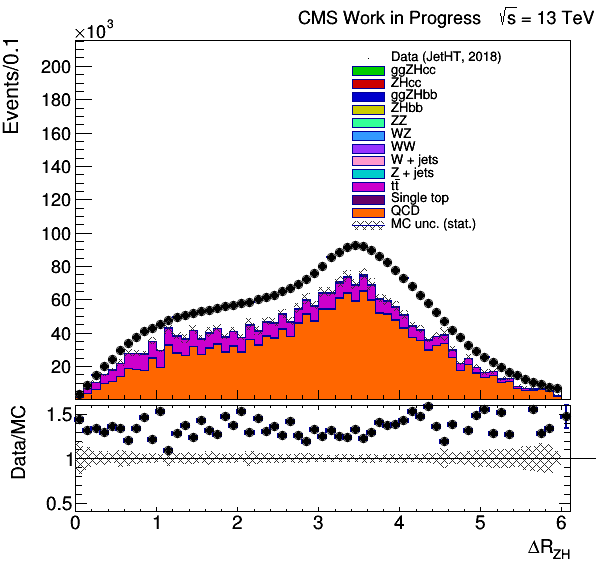 CMS Work in Progress √s = 13 TeV
×10³
Events/0.1
200
180
160
140
120
100
80
60
40
20
Data (JetHT, 2018)
ggZHcc
ZHcc
ggZHbb
ZHbb
ZZ
WZ
WW
W + jets
Z + jets
tt̄
Single top
QCD
MC unc. (stat.)
Data/MC
1.5
1
0.5
0 1 2 3 4 5 6
ΔR_ZH